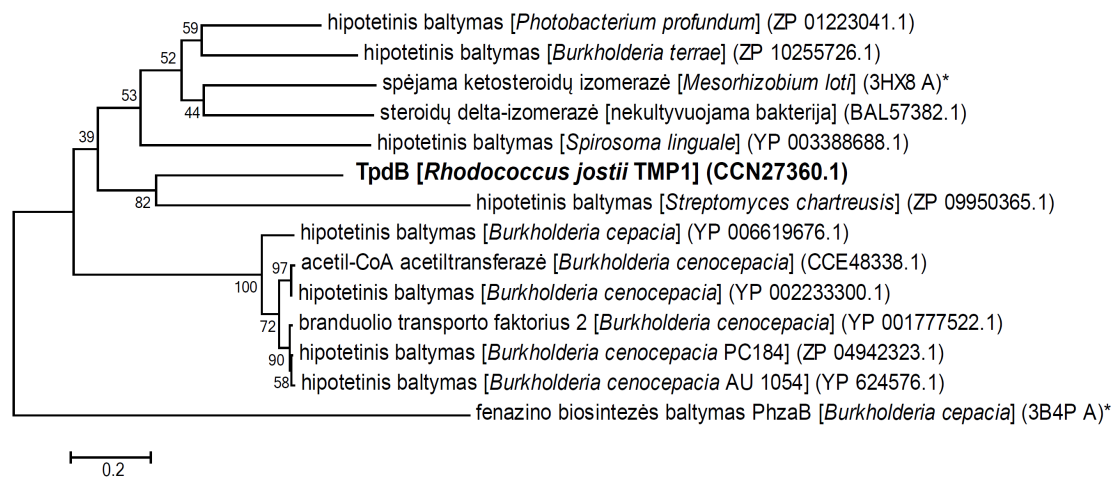 59
hipotetinis baltymas [Photobacterium profundum] (ZP 01223041.1)
52
hipotetinis baltymas [Burkholderia terrae] (ZP 10255726.1)
53
spėjama ketosteroidų izomerazė [Mesorhizobium loti] (3HX8 A)*
44
steroidų delta-izomerazė [nekultyvuojama bakterija] (BAL57382.1)
39
hipotetinis baltymas [Spirosoma linguale] (YP 003388688.1)
TpdB [Rhodococcus jostii TMP1] (CCN27360.1)
82
hipotetinis baltymas [Streptomyces chartreusis] (ZP 09950365.1)
hipotetinis baltymas [Burkholderia cepacia] (YP 006619676.1)
97
acetil-CoA acetiltransferazė [Burkholderia cenocepacia] (CCE48338.1)
100
hipotetinis baltymas [Burkholderia cenocepacia] (YP 002233300.1)
72
branduolio transporto faktorius 2 [Burkholderia cenocepacia] (YP 001777522.1)
90
hipotetinis baltymas [Burkholderia cenocepacia PC184] (ZP 04942323.1)
58
hipotetinis baltymas [Burkholderia cenocepacia AU 1054] (YP 624576.1)
fenazino biosintezės baltymas PhzaB [Burkholderia cepacia] (3B4P A)*
0.2